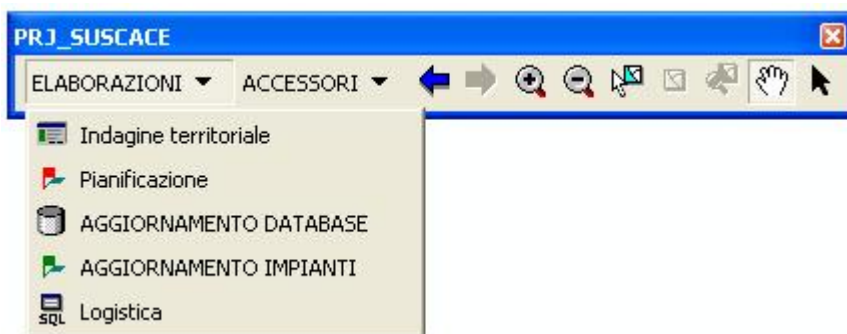 PRJ_SUSCACE
ELABORAZIONI ACCESSORI
Indagine territoriale
Pianificazione
AGGIORNAMENTO DATABASE
AGGIORNAMENTO IMPIANTI
SQL Logistica